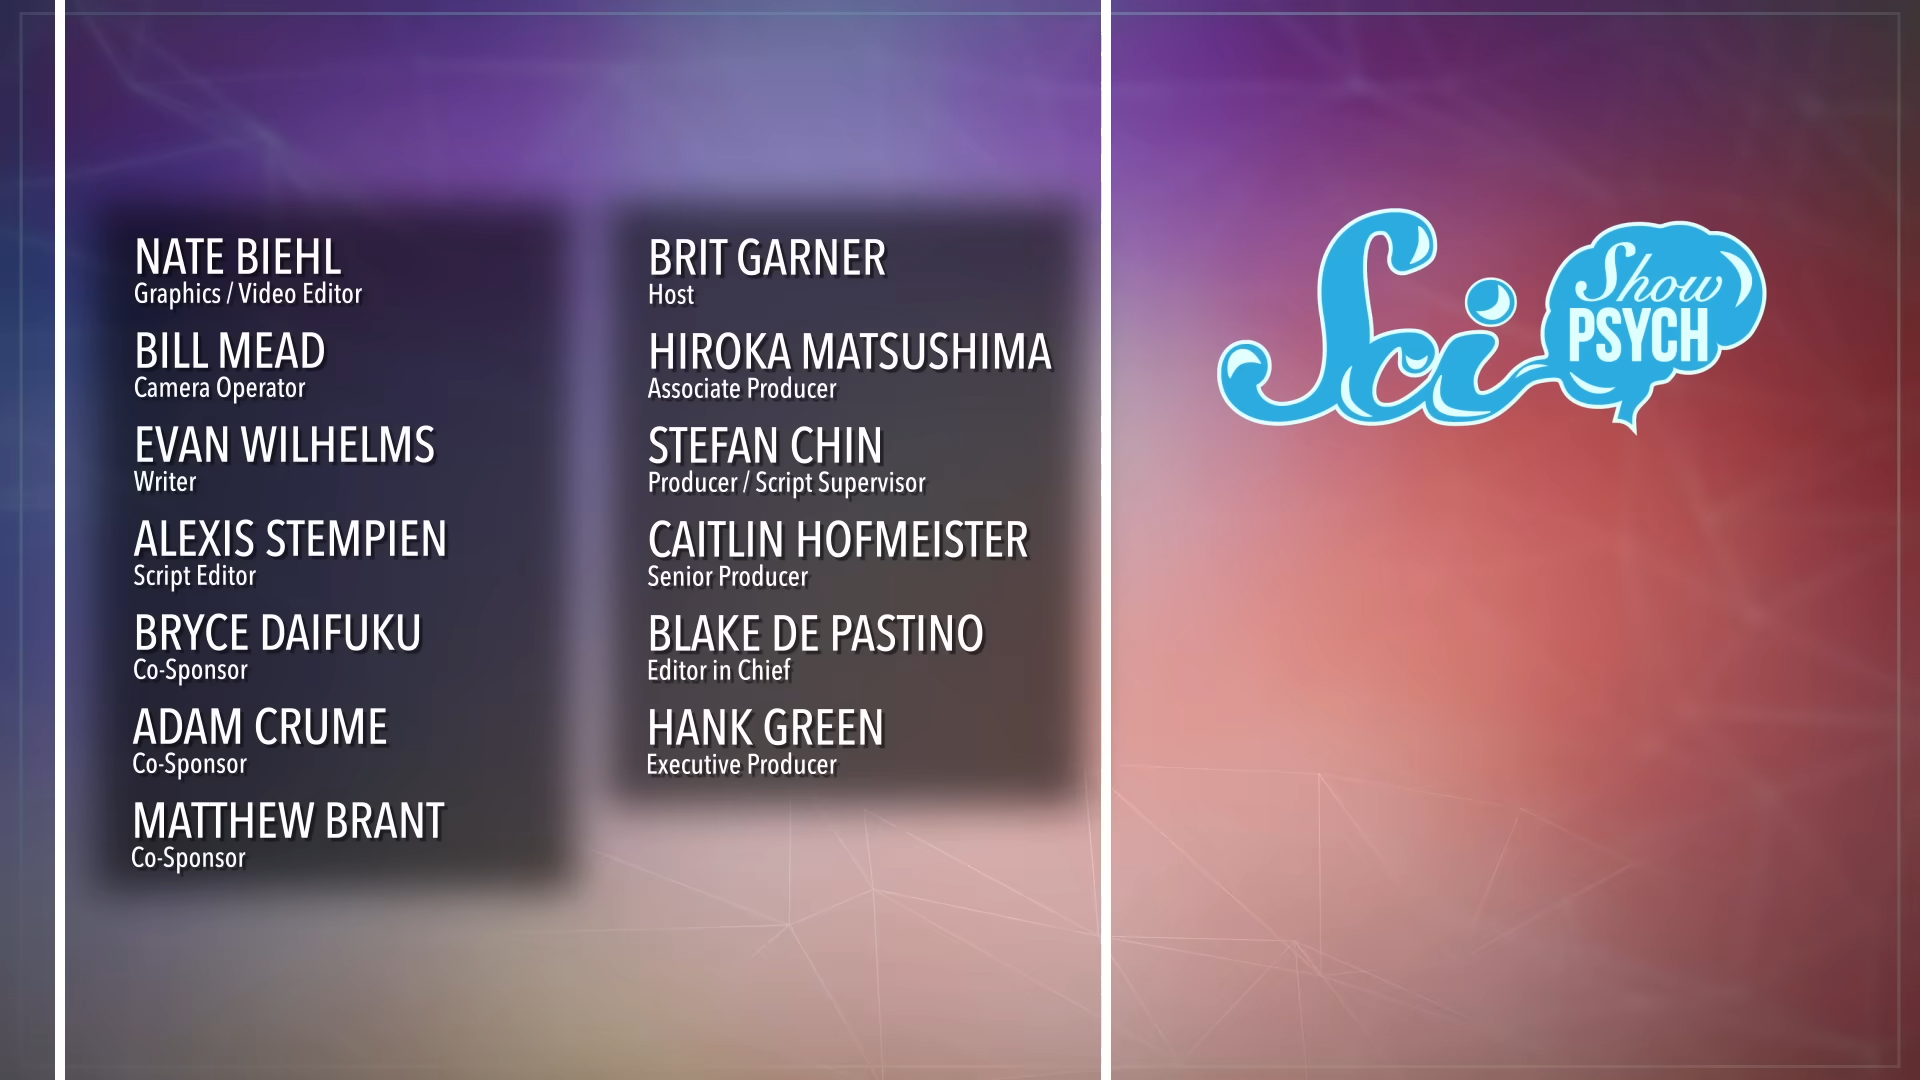 NATE BIEHL
Graphics / Video Editor
BILL MEAD
Camera Operator
EVAN WILHELMS
Writer
ALEXIS STEMPIEN
Script Editor
BRYCE DAIFUKU
Co-Sponsor
ADAM CRUME
Co-Sponsor
MATTHEW BRANT
Co-Sponsor
BRIT GARNER
Host
HIROKA MATSUSHIMA
Associate Producer
STEFAN CHIN
Producer / Script Supervisor
CAITLIN HOFMEISTER
Senior Producer
BLAKE DE PASTINO
Editor in Chief
HANK GREEN
Executive Producer
Sci
Show
PSYCH